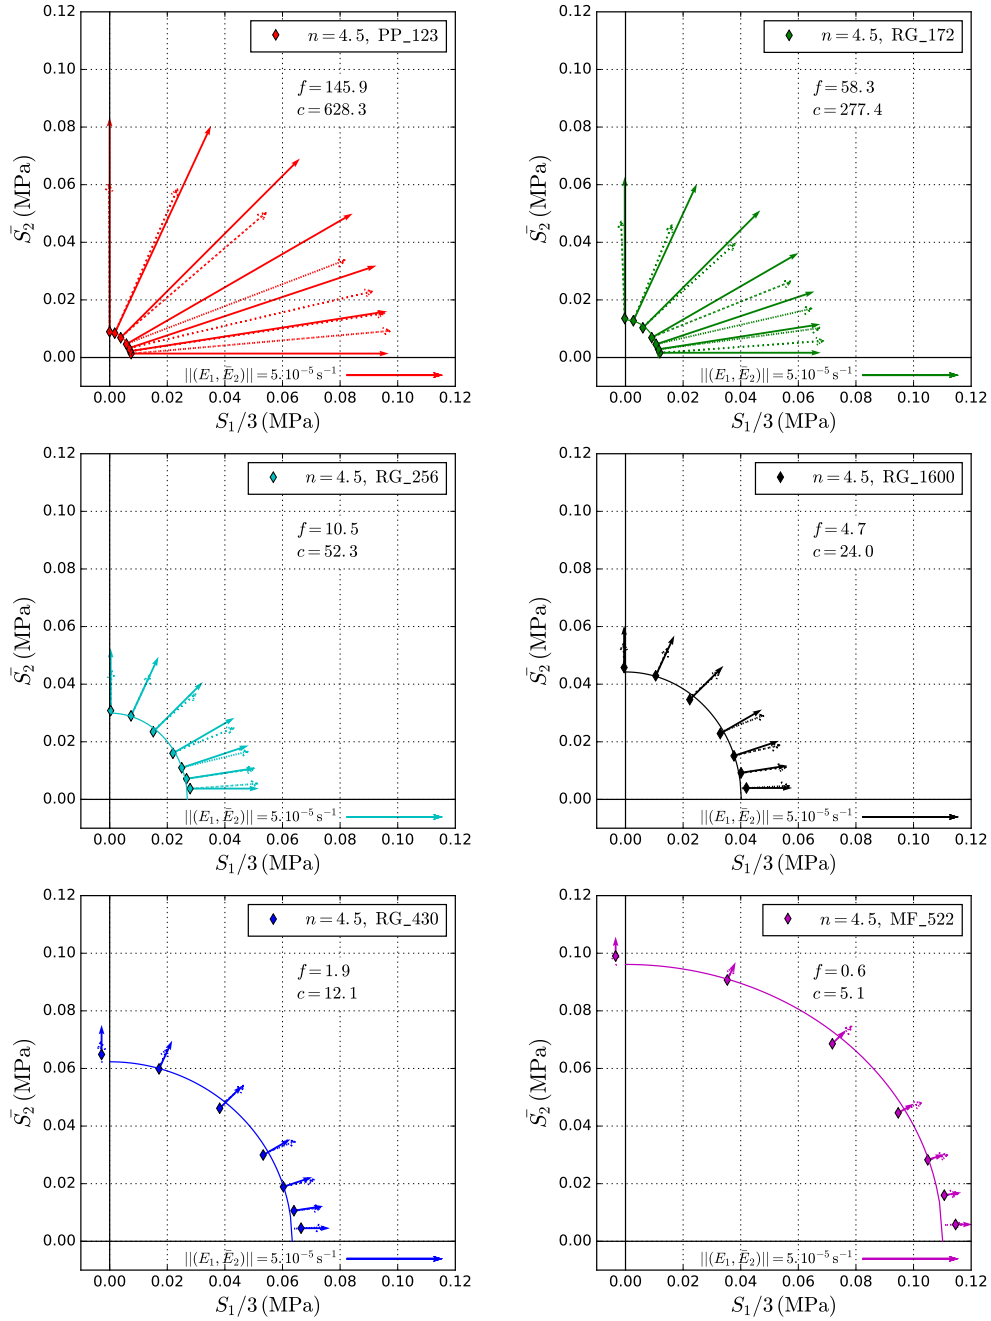 n = 4.5, PP_123
f = 145.9
c = 628.3
0.12
0.10
0.08
0.06
0.04
0.02
0.00
S̄₂ (MPa)
||(E₁, Ē₂)|| = 5.10⁻⁵ s⁻¹
0.00 0.02 0.04 0.06 0.08 0.10 0.12
S₁/3 (MPa)
n = 4.5, RG_172
f = 58.3
c = 277.4
0.12
0.10
0.08
0.06
0.04
0.02
0.00
S̄₂ (MPa)
||(E₁, Ē₂)|| = 5.10⁻⁵ s⁻¹
0.00 0.02 0.04 0.06 0.08 0.10 0.12
S₁/3 (MPa)
n = 4.5, RG_256
f = 10.5
c = 52.3
0.12
0.10
0.08
0.06
0.04
0.02
0.00
S̄₂ (MPa)
||(E₁, Ē₂)|| = 5.10⁻⁵ s⁻¹
0.00 0.02 0.04 0.06 0.08 0.10 0.12
S₁/3 (MPa)
n = 4.5, RG_1600
f = 4.7
c = 24.0
0.12
0.10
0.08
0.06
0.04
0.02
0.00
S̄₂ (MPa)
||(E₁, Ē₂)|| = 5.10⁻⁵ s⁻¹
0.00 0.02 0.04 0.06 0.08 0.10 0.12
S₁/3 (MPa)
n = 4.5, RG_430
f = 1.9
c = 12.1
0.12
0.10
0.08
0.06
0.04
0.02
0.00
S̄₂ (MPa)
||(E₁, Ē₂)|| = 5.10⁻⁵ s⁻¹
0.00 0.02 0.04 0.06 0.08 0.10 0.12
S₁/3 (MPa)
n = 4.5, MF_522
f = 0.6
c = 5.1
0.12
0.10
0.08
0.06
0.04
0.02
0.00
S̄₂ (MPa)
||(E₁, Ē₂)|| = 5.10⁻⁵ s⁻¹
0.00 0.02 0.04 0.06 0.08 0.10 0.12
S₁/3 (MPa)